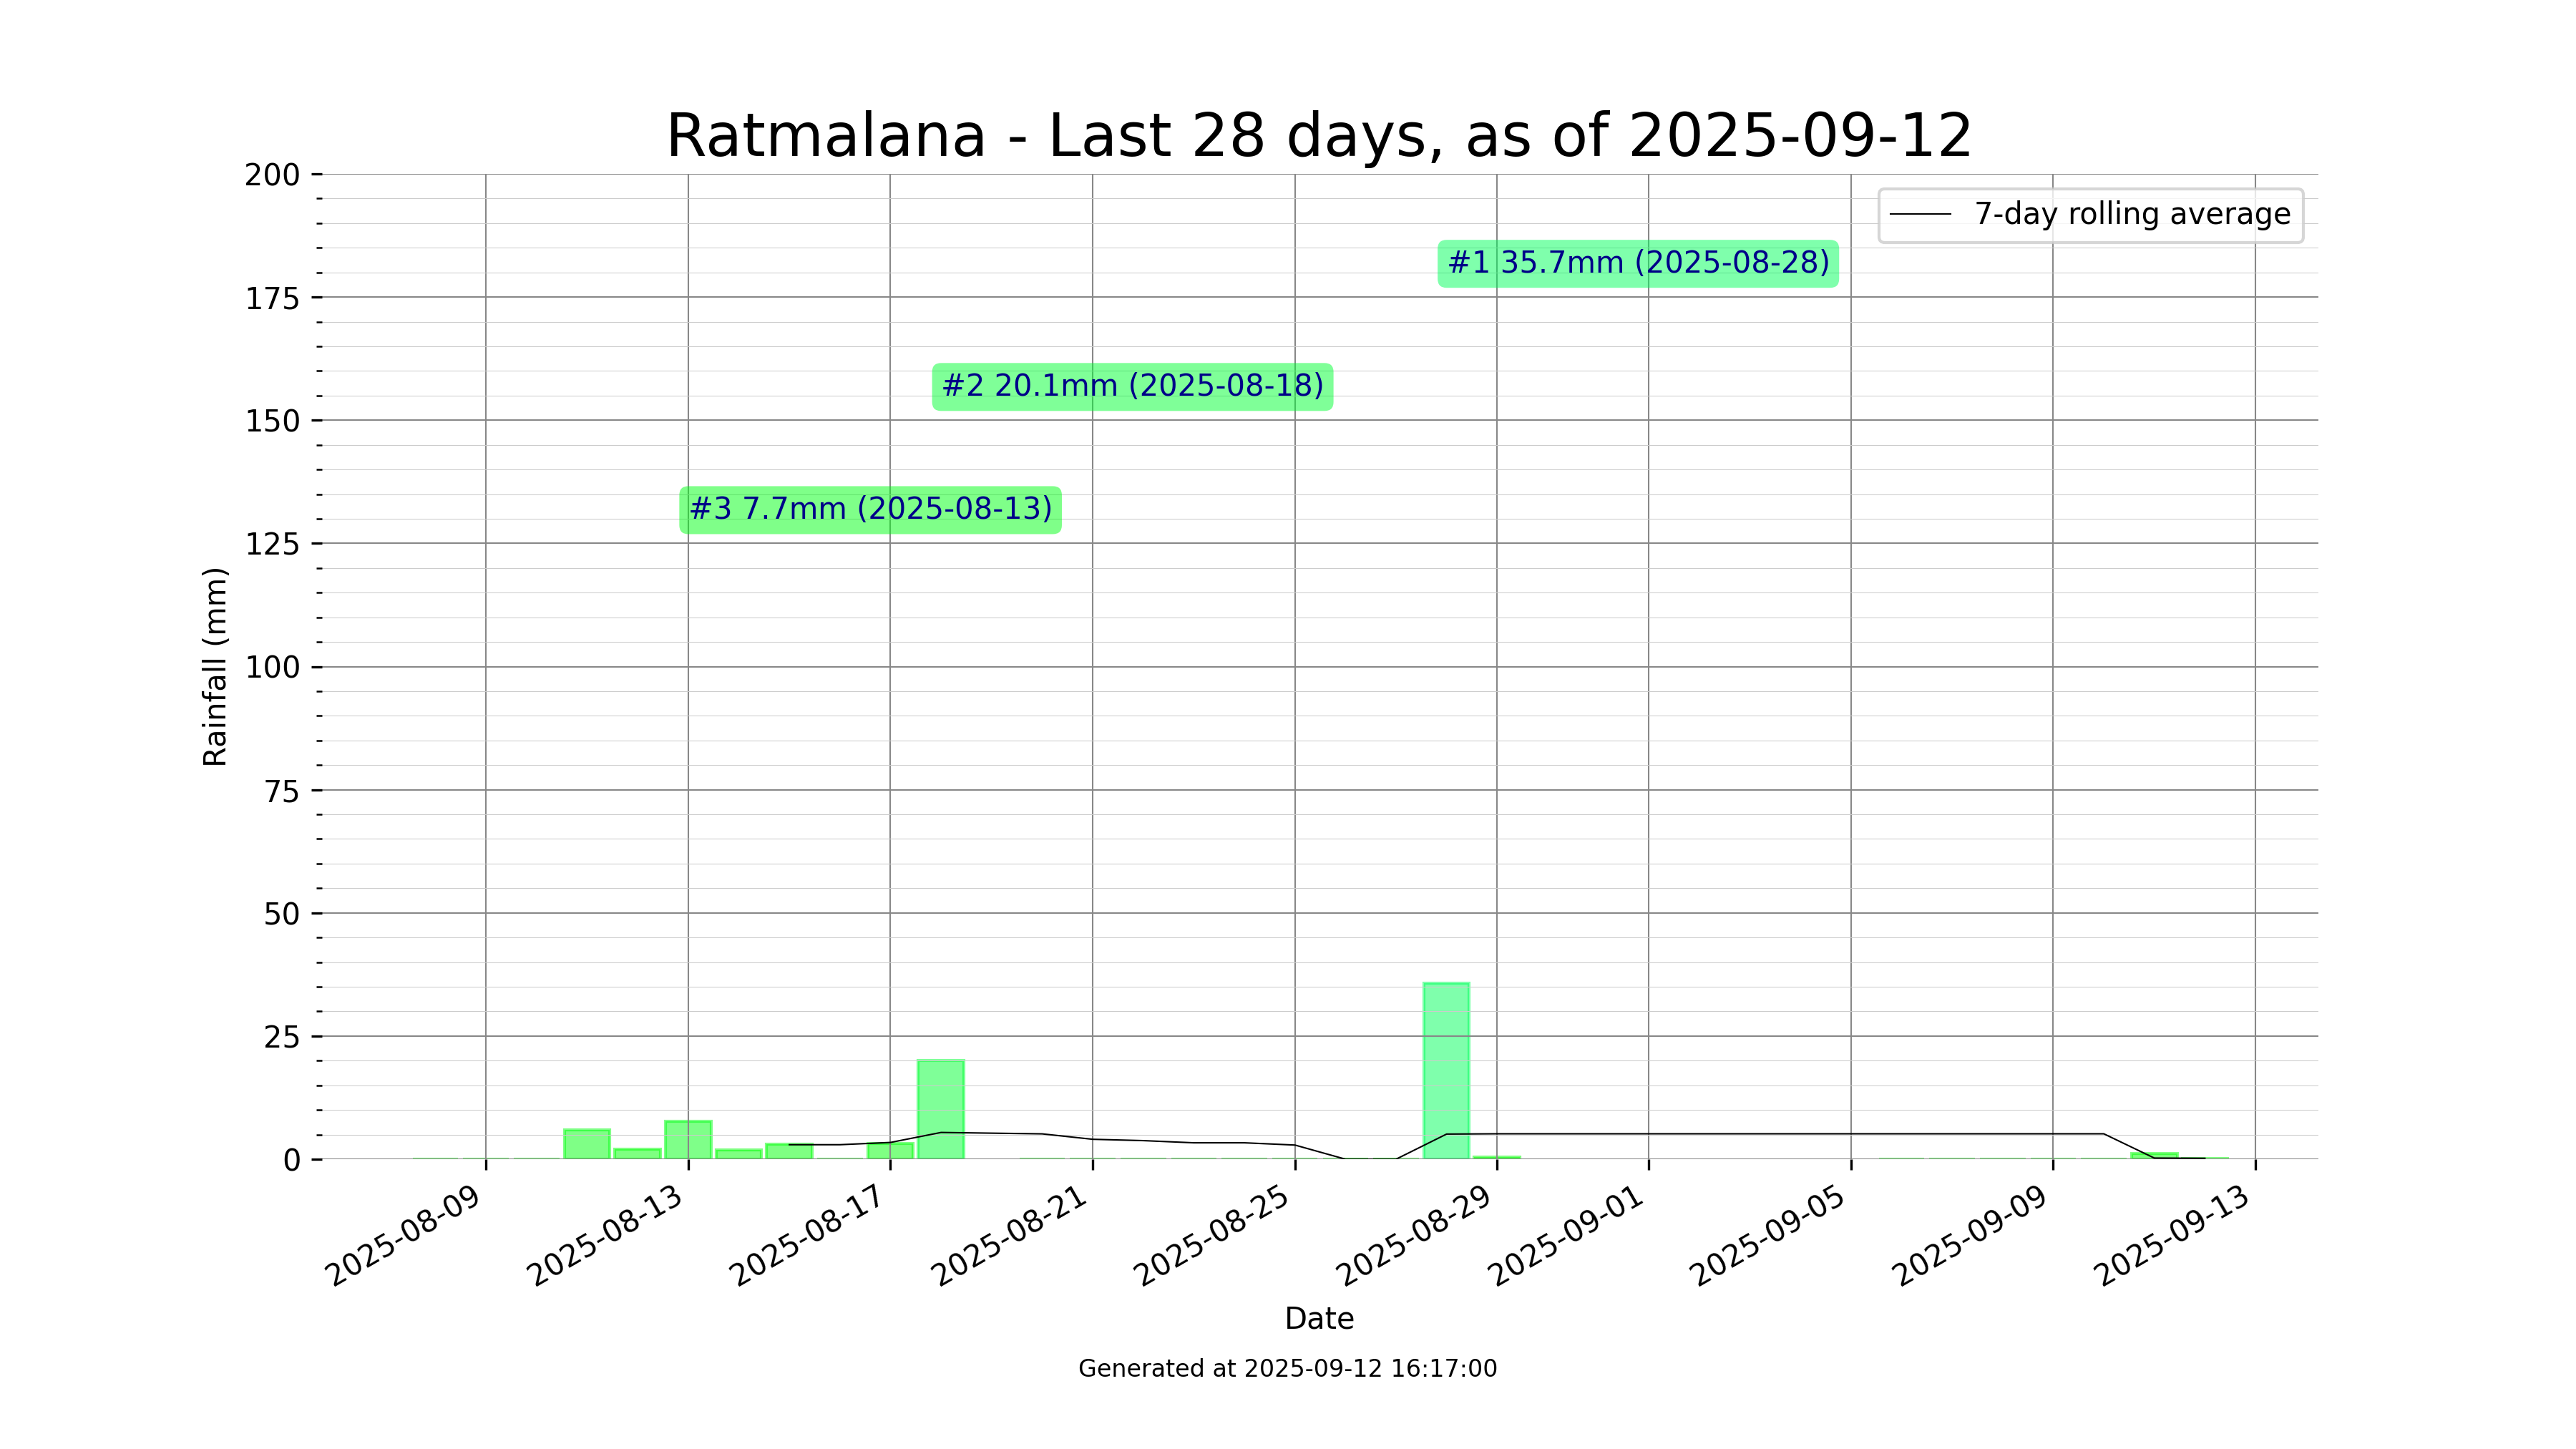 Ratmalana - Last 28 days, as of 2025-09-12
7-day rolling average
#1 35.7mm (2025-08-28)
#2 20.1mm (2025-08-18)
#3 7.7mm (2025-08-13)
Rainfall (mm)
200
175
150
125
100
75
50
25
0
2025-08-09
2025-08-13
2025-08-17
2025-08-21
2025-08-25
2025-08-29
2025-09-01
2025-09-05
2025-09-09
2025-09-13
Date
Generated at 2025-09-12 16:17:00